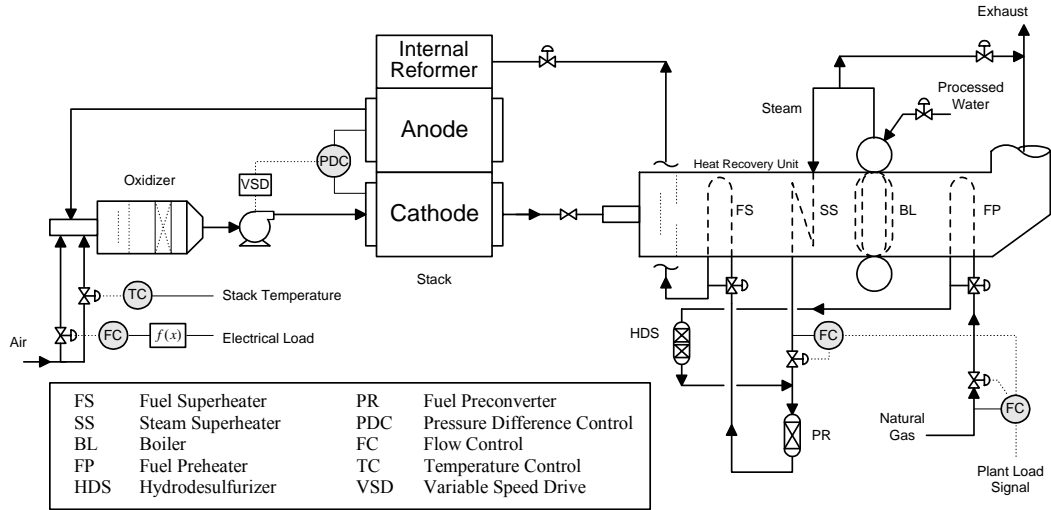 Exhaust
Internal
Reformer
Steam
Processed
Water
Anode
PDC
Heat Recovery Unit
Oxidizer
VSD
Cathode
FS
SS
BL
FP
Stack
TC
Stack Temperature
FC
f(x)
Electrical Load
Air
HDS
FC
FC
Natural
Gas
PR
Plant Load
Signal
FS Fuel Superheater PR Fuel Preconverter
SS Steam Superheater PDC Pressure Difference Control
BL Boiler FC Flow Control
FP Fuel Preheater TC Temperature Control
HDS Hydrodesulfurizer VSD Variable Speed Drive